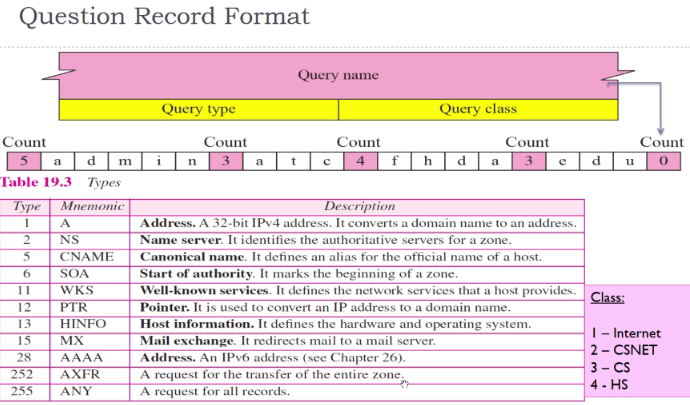 Question Record Format
Query name
Query type Query class
Count Count Count Count Count
5 a d m i n 3 a t c 4 f h d a 3 e d u 0
Table 19.3 Types
Type Mnemonic Description
1 A Address. A 32-bit IPv4 address. It converts a domain name to an address.
2 NS Name server. It identifies the authoritative servers for a zone.
5 CNAME Canonical name. It defines an alias for the official name of a host.
6 SOA Start of authority. It marks the beginning of a zone.
11 WKS Well-known services. It defines the network services that a host provides.
12 PTR Pointer. It is used to convert an IP address to a domain name.
13 HINFO Host information. It defines the hardware and operating system.
15 MX Mail exchange. It redirects mail to a mail server.
28 AAAA Address. An IPv6 address (see Chapter 26).
252 AXFR A request for the transfer of the entire zone.
255 ANY A request for all records.
Class:
1 – Internet
2 – CSNET
3 – CS
4 - HS